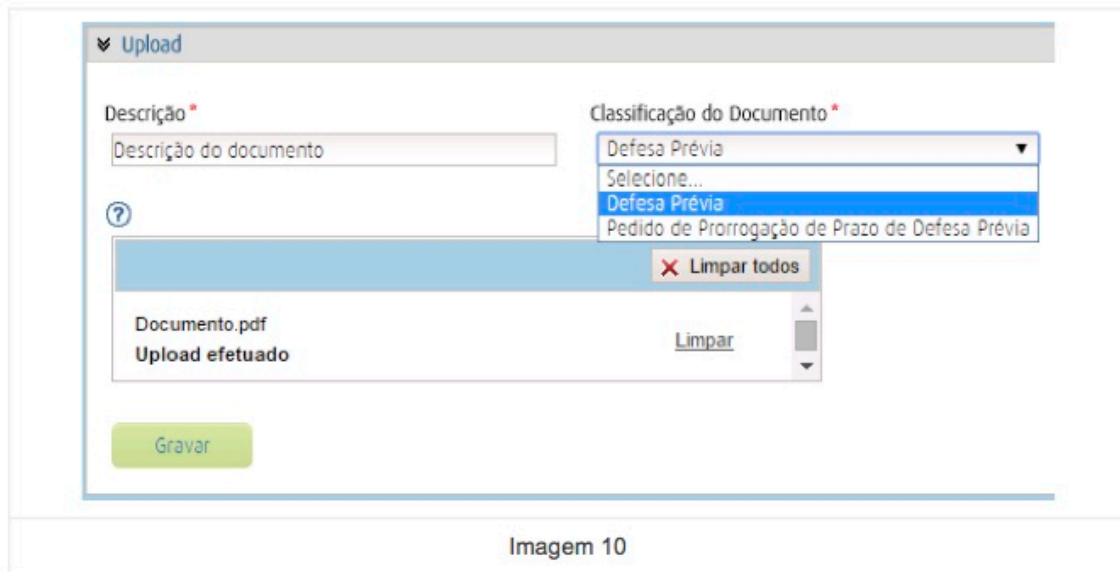 Upload
Descrição *
Classificação do Documento *
Descrição do documento
Defesa Prévia
Selecione...
Defesa Prévia
Pedido de Prorrogação de Prazo de Defesa Prévia
?
Limpar todos
Documento.pdf
Limpar
Upload efetuado
Gravar
Imagem 10